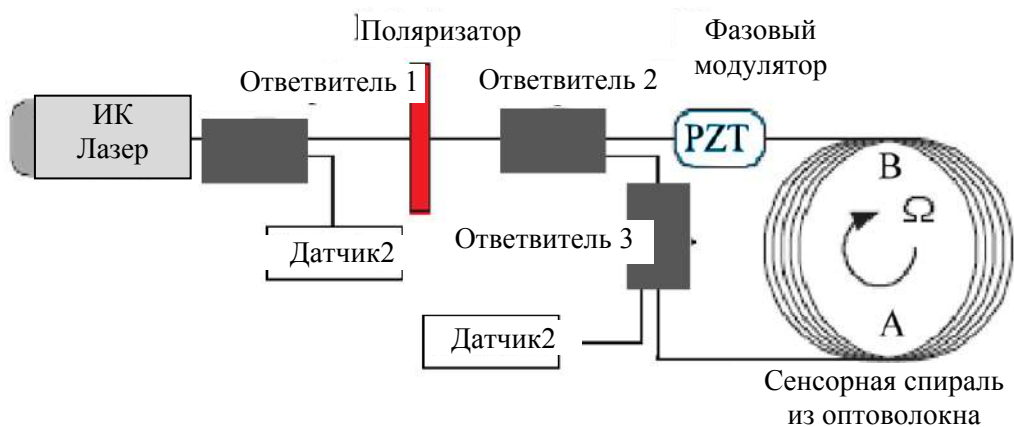 Поляризатор
Фазовый
модулятор
Ответвитель 1
Ответвитель 2
ИК
Лазер
PZT
B
Ω
Датчик2
Ответвитель 3
A
Датчик2
Сенсорная спираль
из оптоволокна